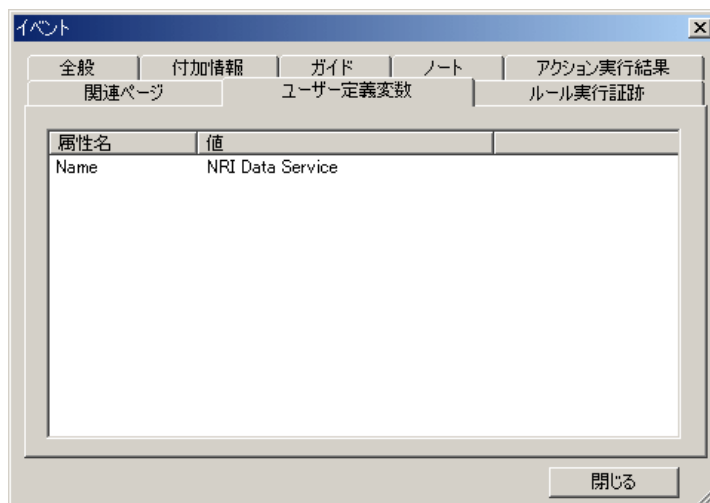 イベント
全般 付加情報 ガイド ノート アクション実行結果
関連ページ ユーザー定義変数 ルール実行証跡
属性名 値
Name NRI Data Service
閉じる